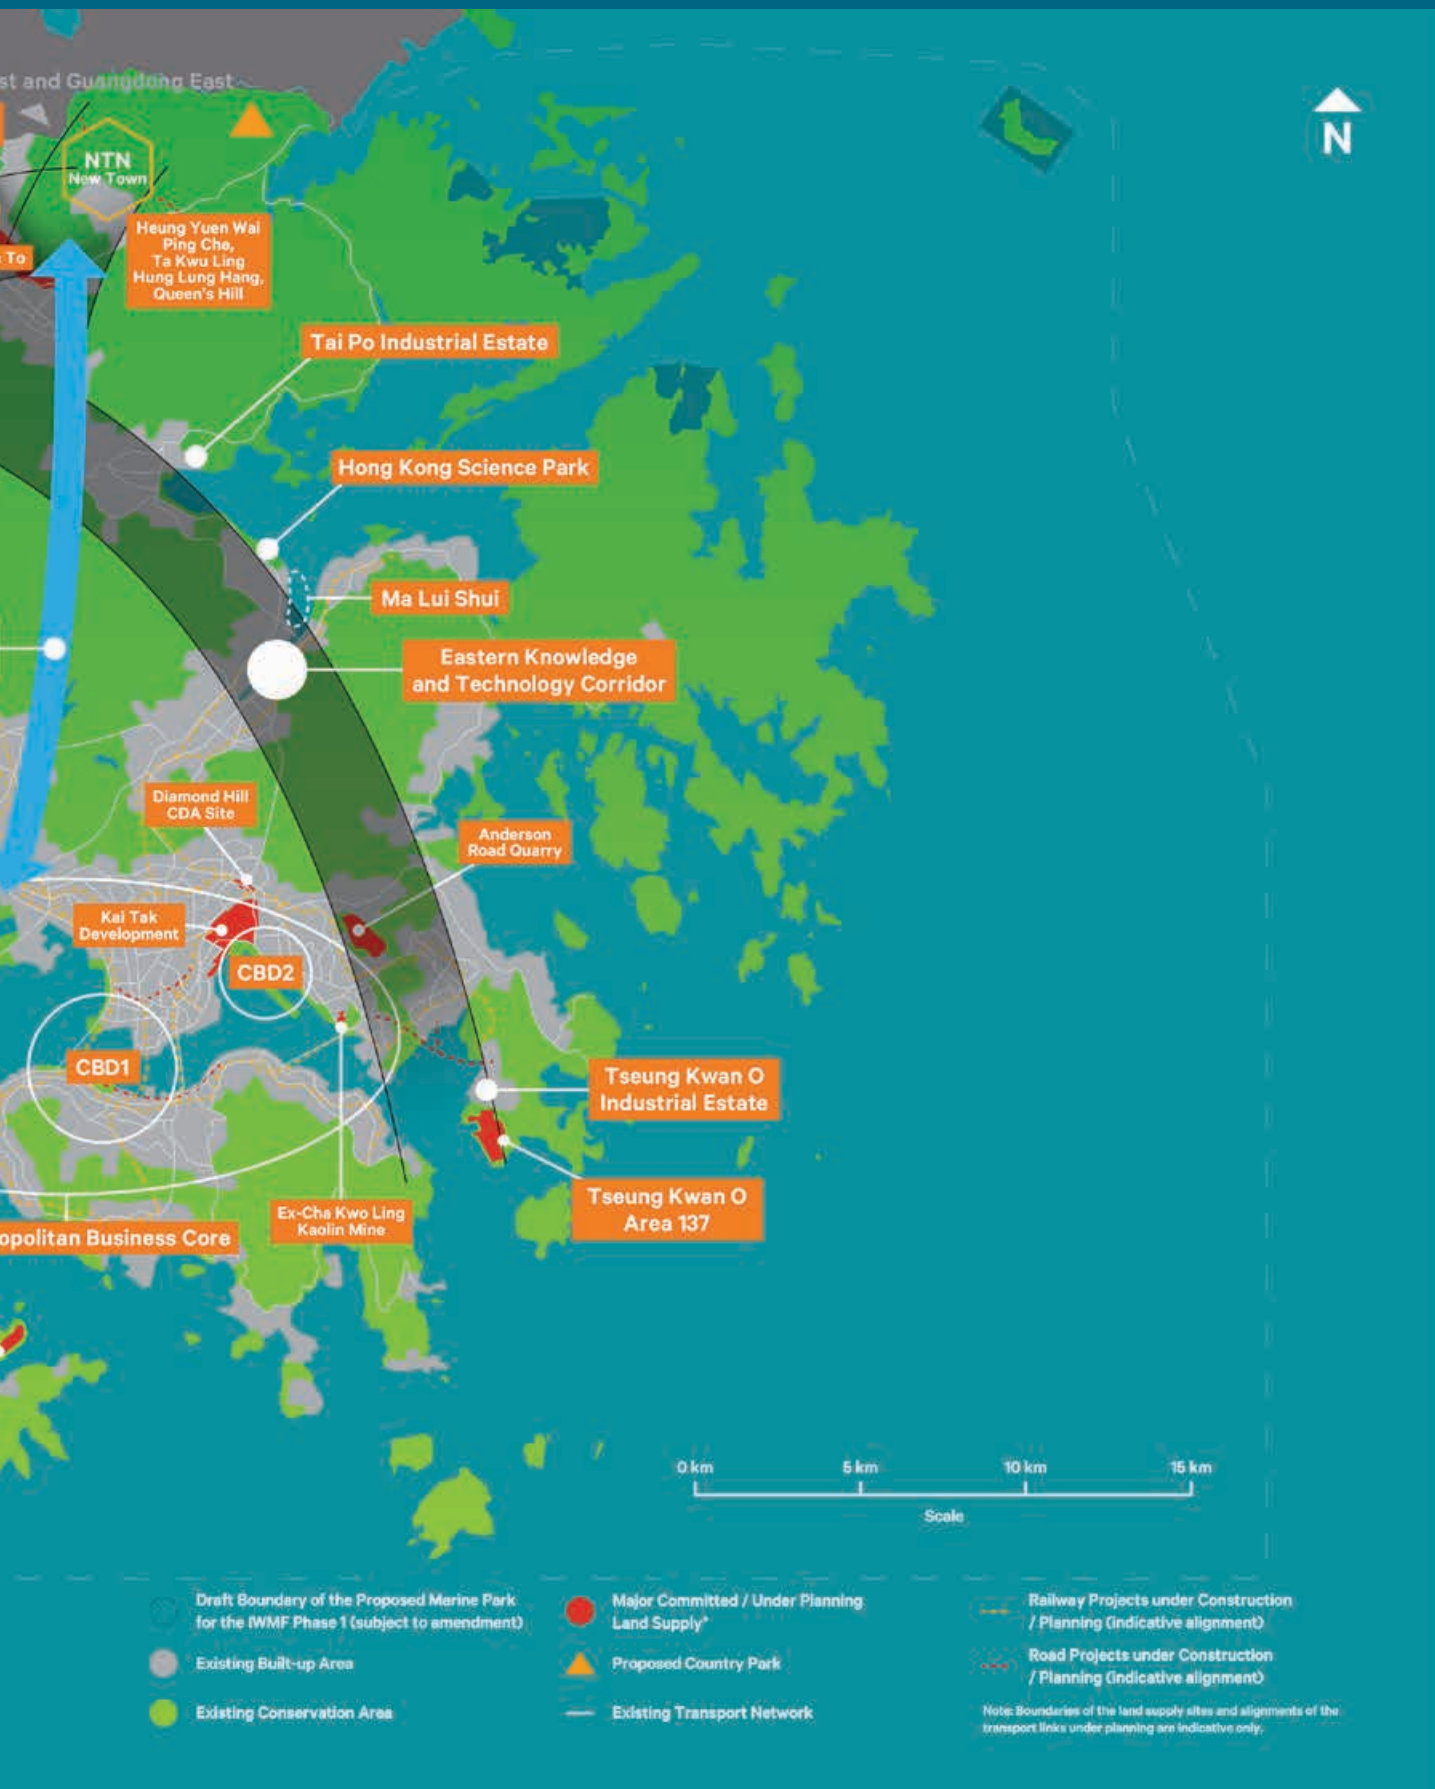 st and Guangdong East
N
NTN
New Town
Heung Yuen Wai
Ping Che,
Ta Kwu Ling
Hung Lung Hang,
Queen's Hill
To
Tai Po Industrial Estate
Hong Kong Science Park
Ma Lui Shui
Eastern Knowledge
and Technology Corridor
Diamond Hill
CDA Site
Anderson
Road Quarry
Kai Tak
Development
CBD2
CBD1
Tseung Kwan O
Industrial Estate
Tseung Kwan O
Area 137
Ex-Cha Kwo Ling
Kaolin Mine
opolitan Business Core
0 km
5 km
10 km
15 km
Scale
Draft Boundary of the Proposed Marine Park
for the IWMF Phase 1 (subject to amendment)
Existing Built-up Area
Existing Conservation Area
Major Committed / Under Planning
Land Supply*
Proposed Country Park
Existing Transport Network
Railway Projects under Construction
/ Planning (indicative alignment)
Road Projects under Construction
/ Planning (indicative alignment)
Note: Boundaries of the land supply sites and alignments of the
transport links under planning are indicative only.